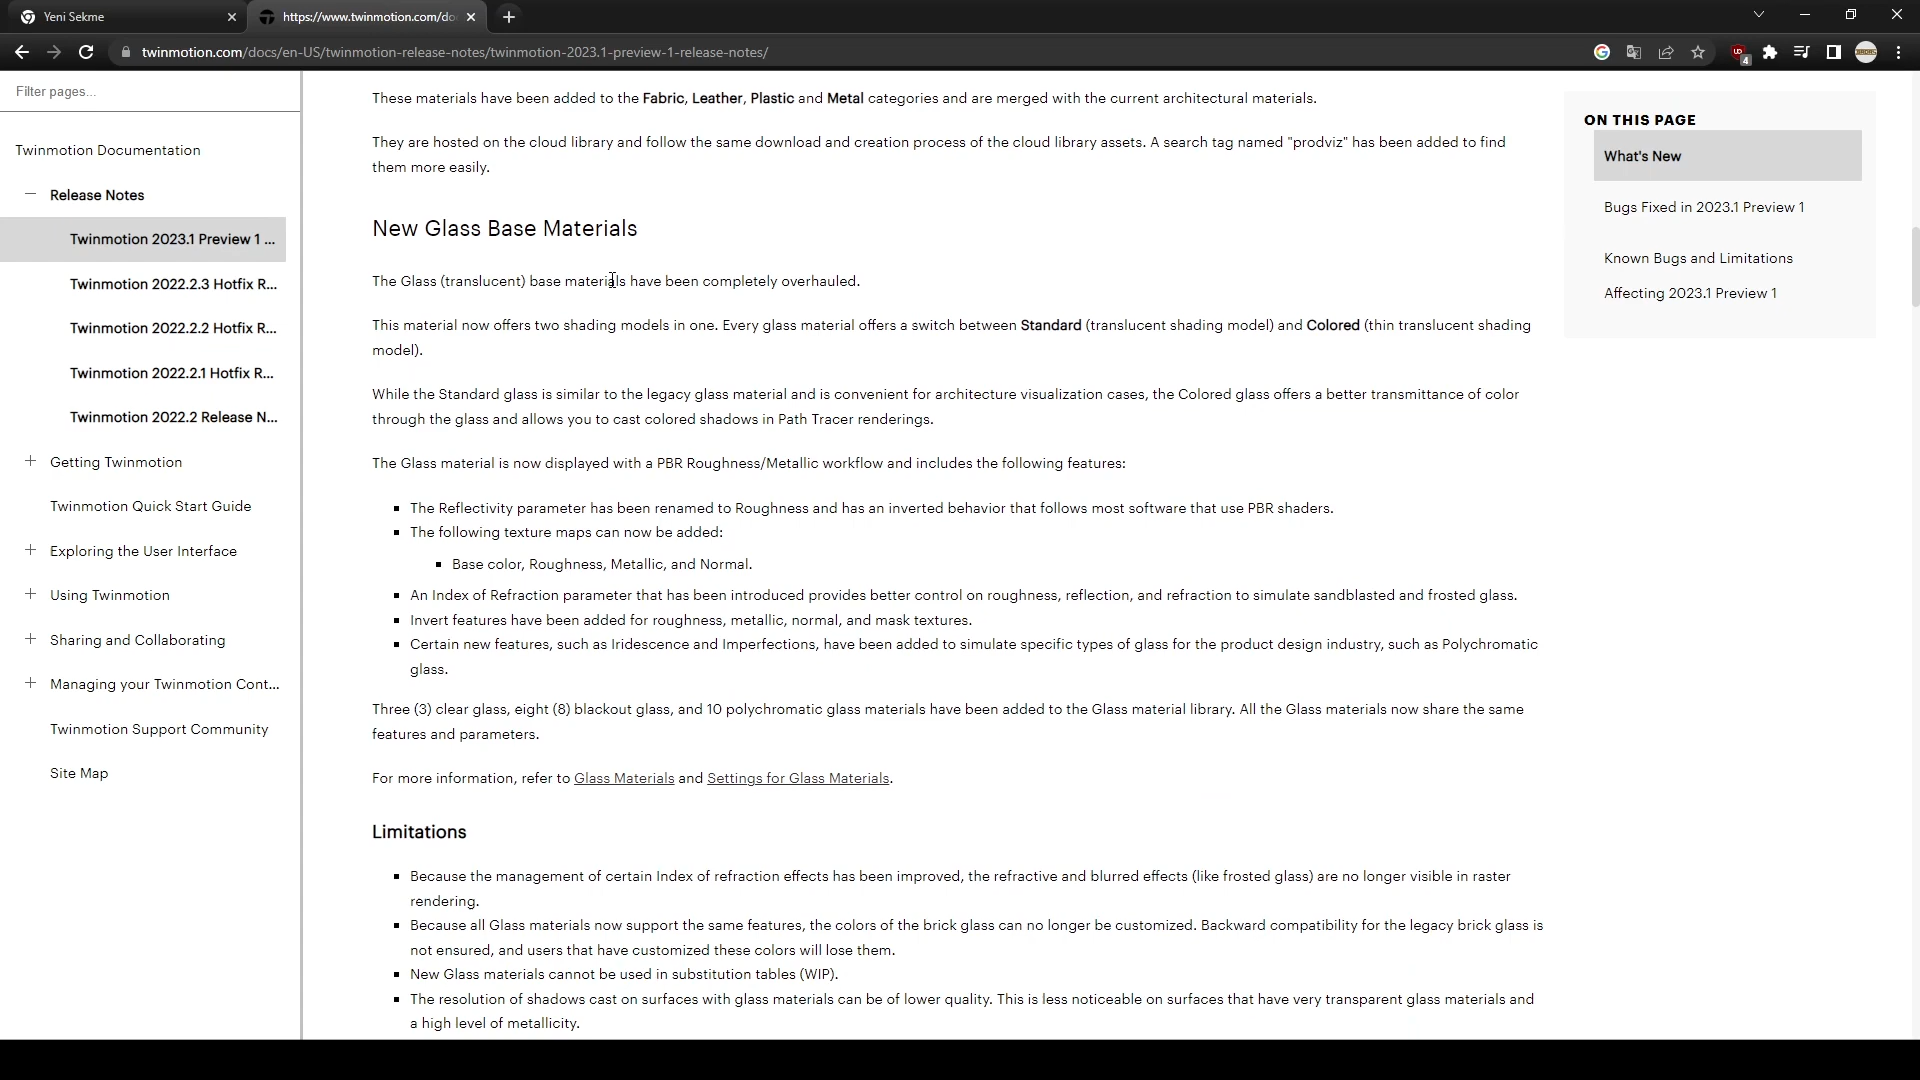 Yeni Sekme
https://www.twinmotion.com/do
twinmotion.com/docs/en-US/twinmotion-release-notes/twinmotion-2023.1-preview-1-release-notes/
4
Filter pages...
Twinmotion Documentation
Release Notes
Twinmotion 2023.1 Preview 1 ...
Twinmotion 2022.2.3 Hotfix R...
Twinmotion 2022.2.2 Hotfix R...
Twinmotion 2022.2.1 Hotfix R...
Twinmotion 2022.2 Release N...
Getting Twinmotion
Twinmotion Quick Start Guide
Exploring the User Interface
Using Twinmotion
Sharing and Collaborating
Managing your Twinmotion Cont...
Twinmotion Support Community
Site Map
These materials have been added to the Fabric, Leather, Plastic and Metal categories and are merged with the current architectural materials.
They are hosted on the cloud library and follow the same download and creation process of the cloud library assets. A search tag named "prodviz" has been added to find
them more easily.
New Glass Base Materials
The Glass (translucent) base materials have been completely overhauled.
This material now offers two shading models in one. Every glass material offers a switch between Standard (translucent shading model) and Colored (thin translucent shading
model).
While the Standard glass is similar to the legacy glass material and is convenient for architecture visualization cases, the Colored glass offers a better transmittance of color
through the glass and allows you to cast colored shadows in Path Tracer renderings.
The Glass material is now displayed with a PBR Roughness/Metallic workflow and includes the following features:
The Reflectivity parameter has been renamed to Roughness and has an inverted behavior that follows most software that use PBR shaders.
The following texture maps can now be added:
Base color, Roughness, Metallic, and Normal.
An Index of Refraction parameter that has been introduced provides better control on roughness, reflection, and refraction to simulate sandblasted and frosted glass.
Invert features have been added for roughness, metallic, normal, and mask textures.
Certain new features, such as Iridescence and Imperfections, have been added to simulate specific types of glass for the product design industry, such as Polychromatic
glass.
Three (3) clear glass, eight (8) blackout glass, and 10 polychromatic glass materials have been added to the Glass material library. All the Glass materials now share the same
features and parameters.
For more information, refer to Glass Materials and Settings for Glass Materials.
Limitations
Because the management of certain Index of refraction effects has been improved, the refractive and blurred effects (like frosted glass) are no longer visible in raster
rendering.
Because all Glass materials now support the same features, the colors of the brick glass can no longer be customized. Backward compatibility for the legacy brick glass is
not ensured, and users that have customized these colors will lose them.
New Glass materials cannot be used in substitution tables (WIP).
The resolution of shadows cast on surfaces with glass materials can be of lower quality. This is less noticeable on surfaces that have very transparent glass materials and
a high level of metallicity.
ON THIS PAGE
What's New
Bugs Fixed in 2023.1 Preview 1
Known Bugs and Limitations
Affecting 2023.1 Preview 1